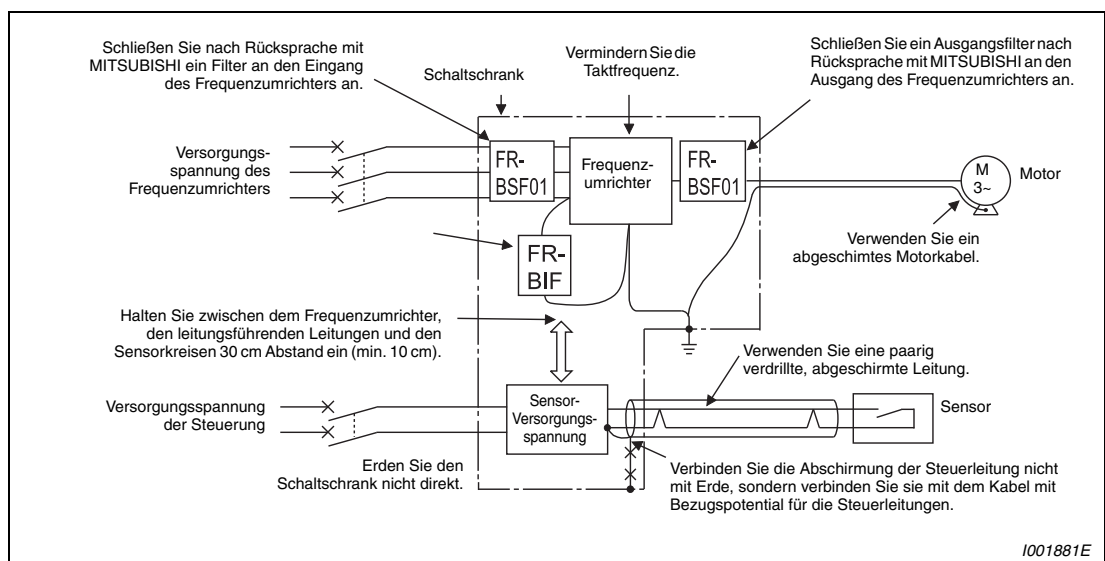 Schließen Sie nach Rücksprache mit
MITSUBISHI ein Filter an den Eingang
des Frequenzumrichters an.
Schaltschrank
Vermindern Sie die
Taktfrequenz.
Schließen Sie ein Ausgangsfilter nach
Rücksprache mit MITSUBISHI an den
Ausgang des Frequenzumrichters an.
Versorgungs-
spannung des
Frequenzumrichters
FR-
BSF01
Frequenz-
umrichter
FR-
BSF01
M
3~
Motor
Verwenden Sie ein
abgeschimtes Motorkabel.
FR-
BIF
Halten Sie zwischen dem Frequenzumrichter,
den leitungsführenden Leitungen und den
Sensorkreisen 30 cm Abstand ein (min. 10 cm).
Verwenden Sie eine paarig
verdrillte, abgeschirmte Leitung.
Versorgungsspannung
der Steuerung
Sensor-
Versorgungs-
spannung
Sensor
Erden Sie den
Schaltschrank nicht direkt.
Verbinden Sie die Abschirmung der Steuerleitung nicht
mit Erde, sondern verbinden Sie sie mit dem Kabel mit
Bezugspotential für die Steuerleitungen.
I001881E